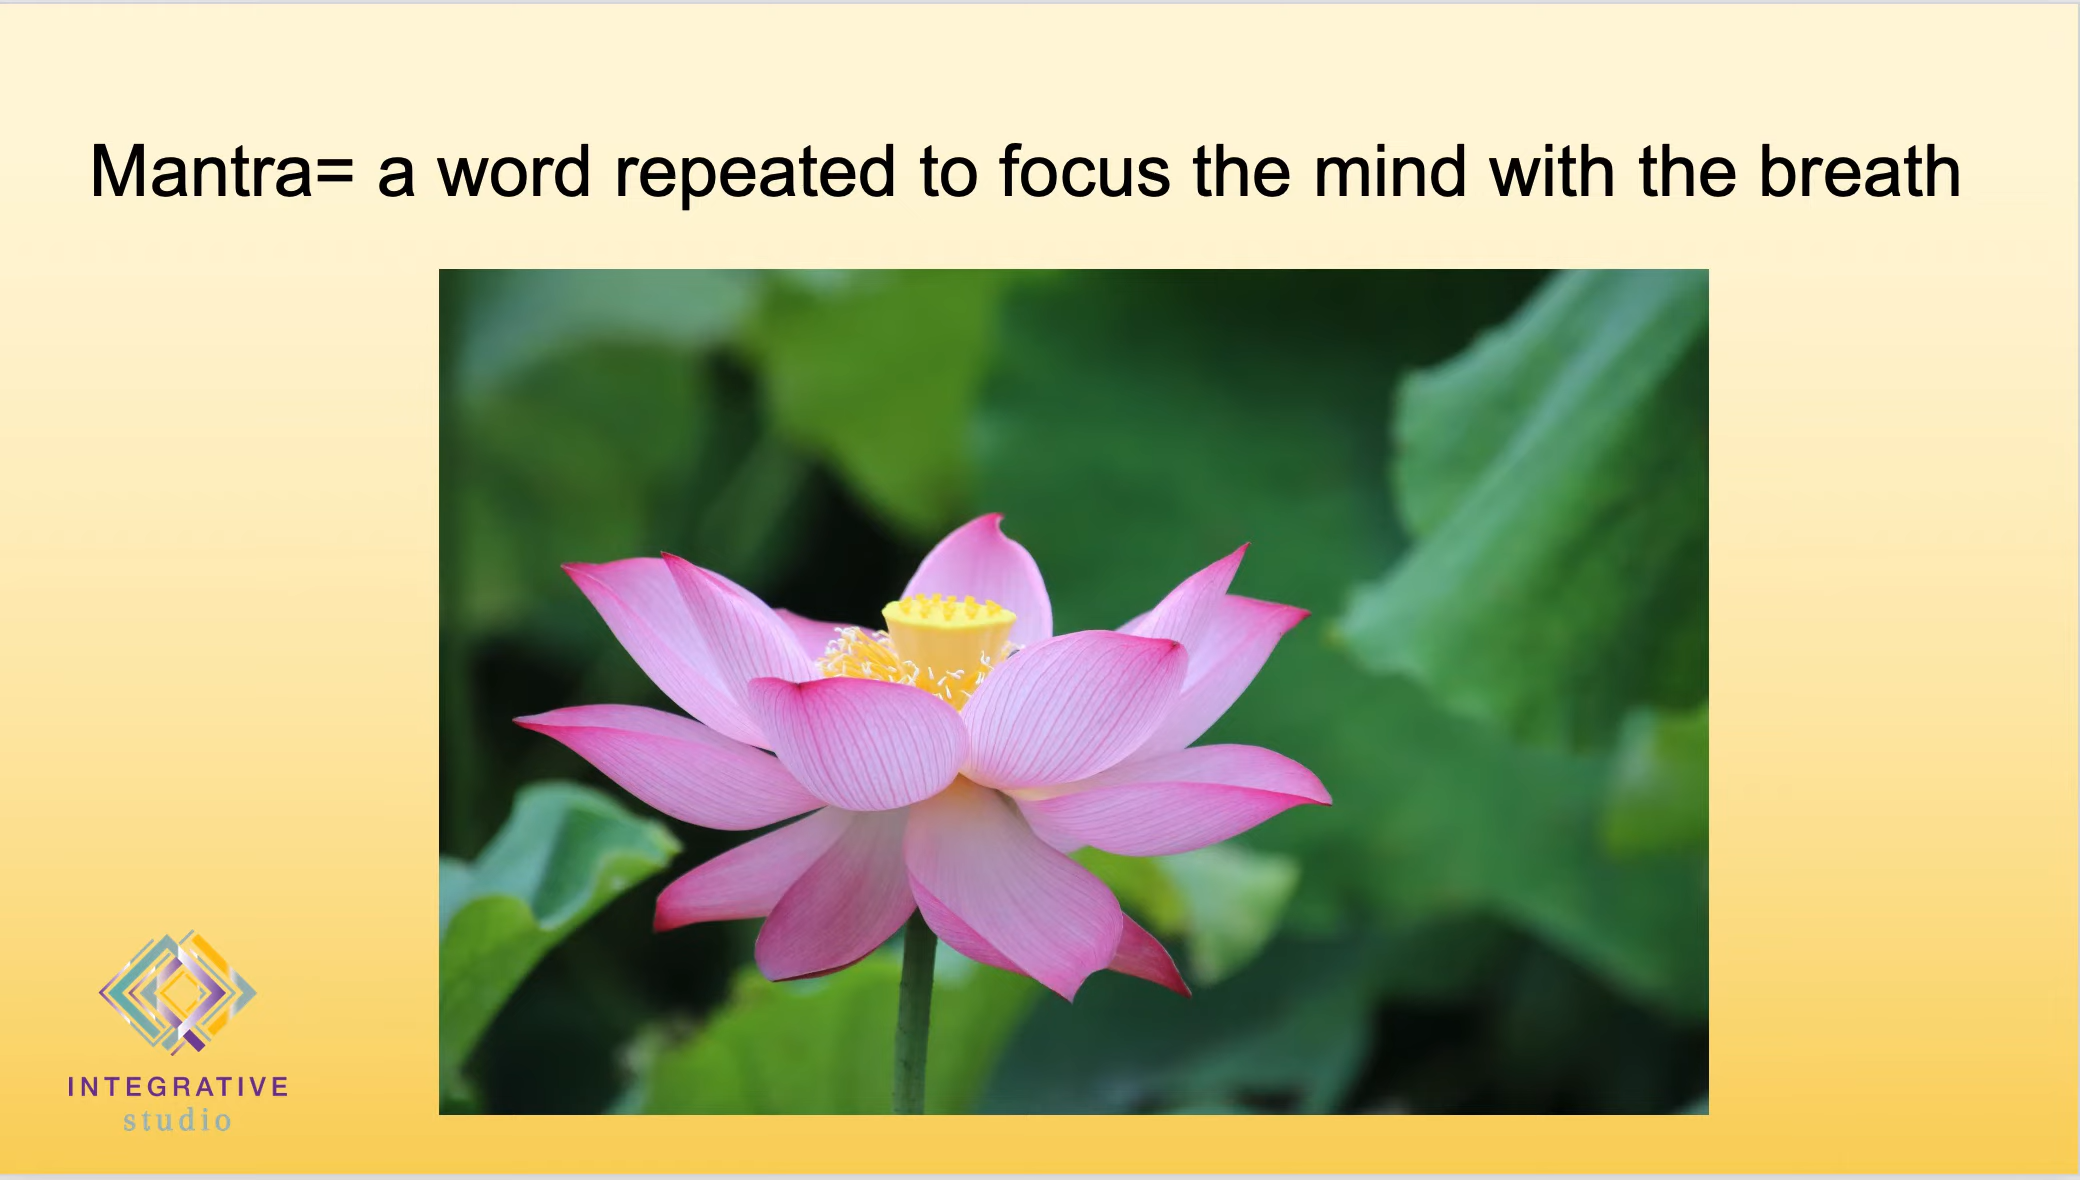 Mantra= a word repeated to focus the mind with the breath
INTEGRATIVE
studio